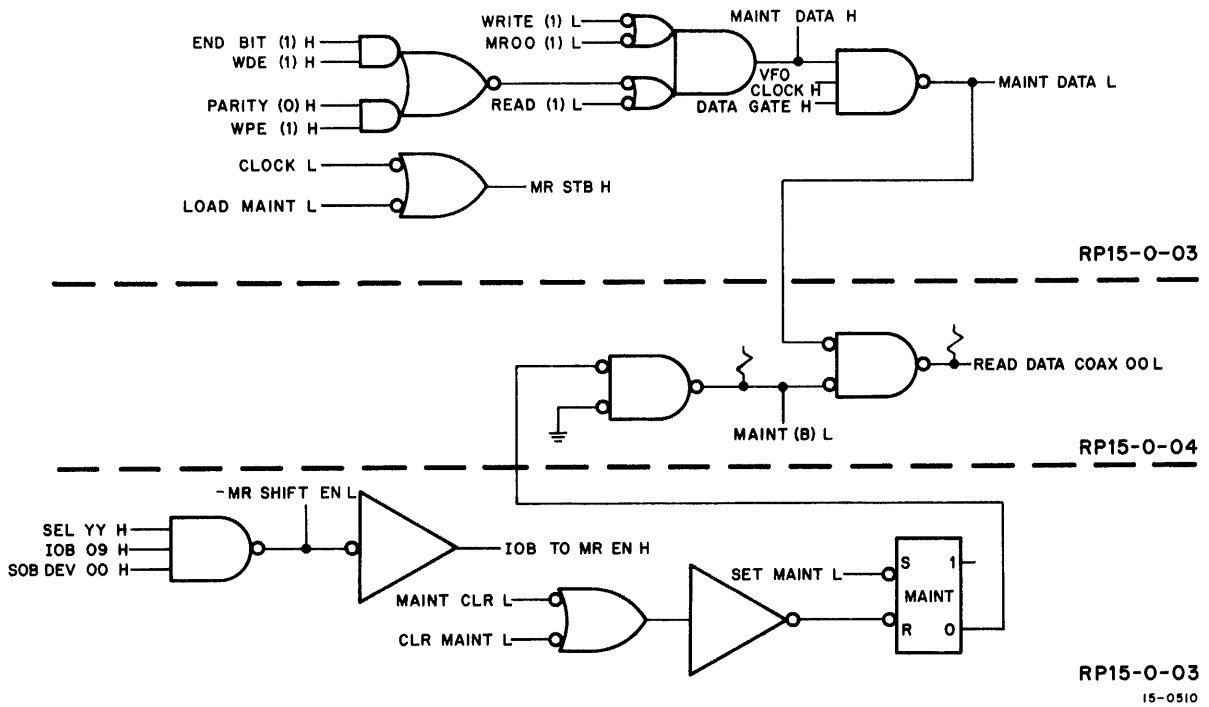 WRITE (1) L
MR00 (1) L
MAINT DATA H
END BIT (1) H
WDE (1) H
PARITY (0) H
WPE (1) H
READ (1) L
VFO
CLOCK H
DATA GATE H
MAINT DATA L
CLOCK L
LOAD MAINT L
MR STB H
RP15-0-03
READ DATA COAX 00 L
MAINT (B) L
RP15-0-04
-MR SHIFT EN L
SEL YY H
IOB 09 H
SOB DEV 00 H
IOB TO MR EN H
MAINT CLR L
CLR MAINT L
SET MAINT L
S 1
MAINT
R 0
RP15-0-03
15-0510